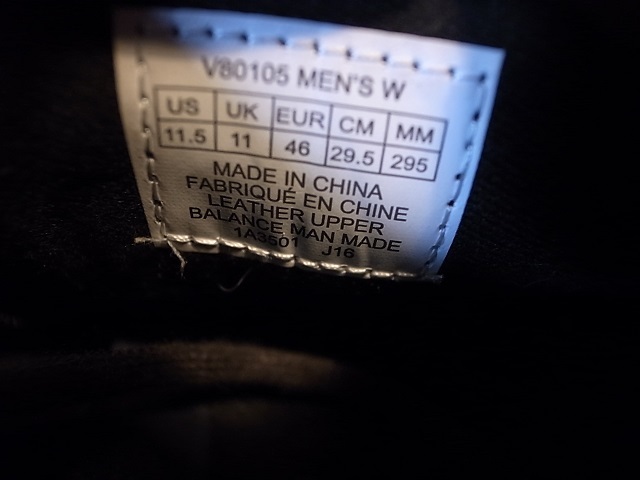 V80105 MEN'S W
US UK EUR CM MM
11.5 11 46 29.5 295
MADE IN CHINA
FABRIQUÉ EN CHINE
LEATHER UPPER
BALANCE MAN MADE
1A3501 J16